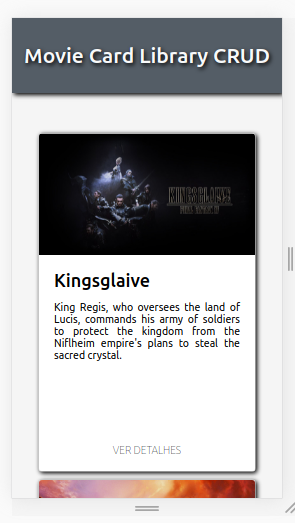 Movie Card Library CRUD
KINGSGLAIVE
FINAL FANTASY XV
Kingsglaive
King Regis, who oversees the land of
Lucis, commands his army of soldiers
to protect the kingdom from the
Niflheim empire's plans to steal the
sacred crystal.
VER DETALHES